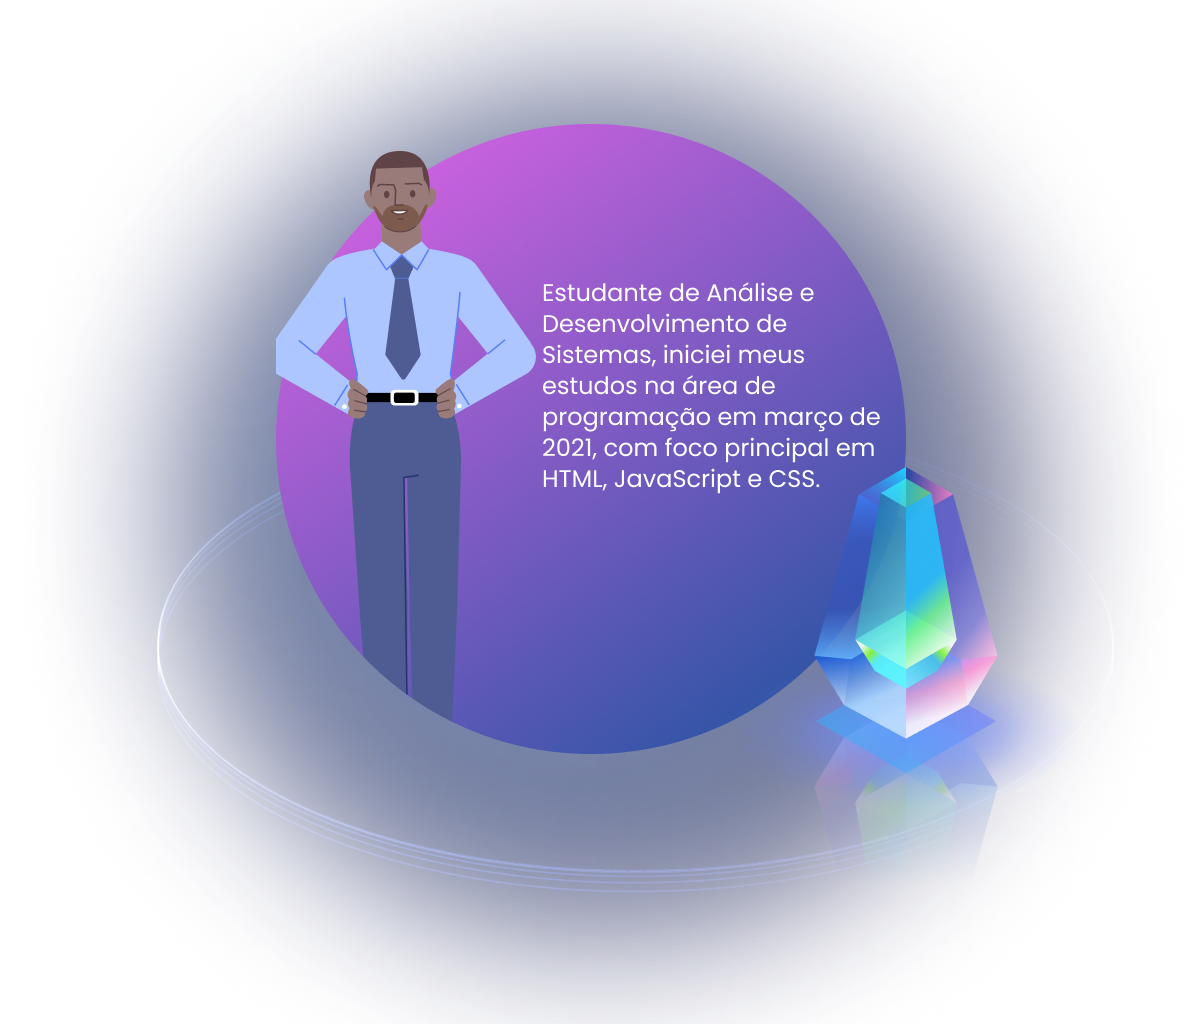 Estudante de Análise e
Desenvolvimento de
Sistemas, iniciei meus
estudos na área de
programação em março de
2021, com foco principal em
HTML, JavaScript e CSS.